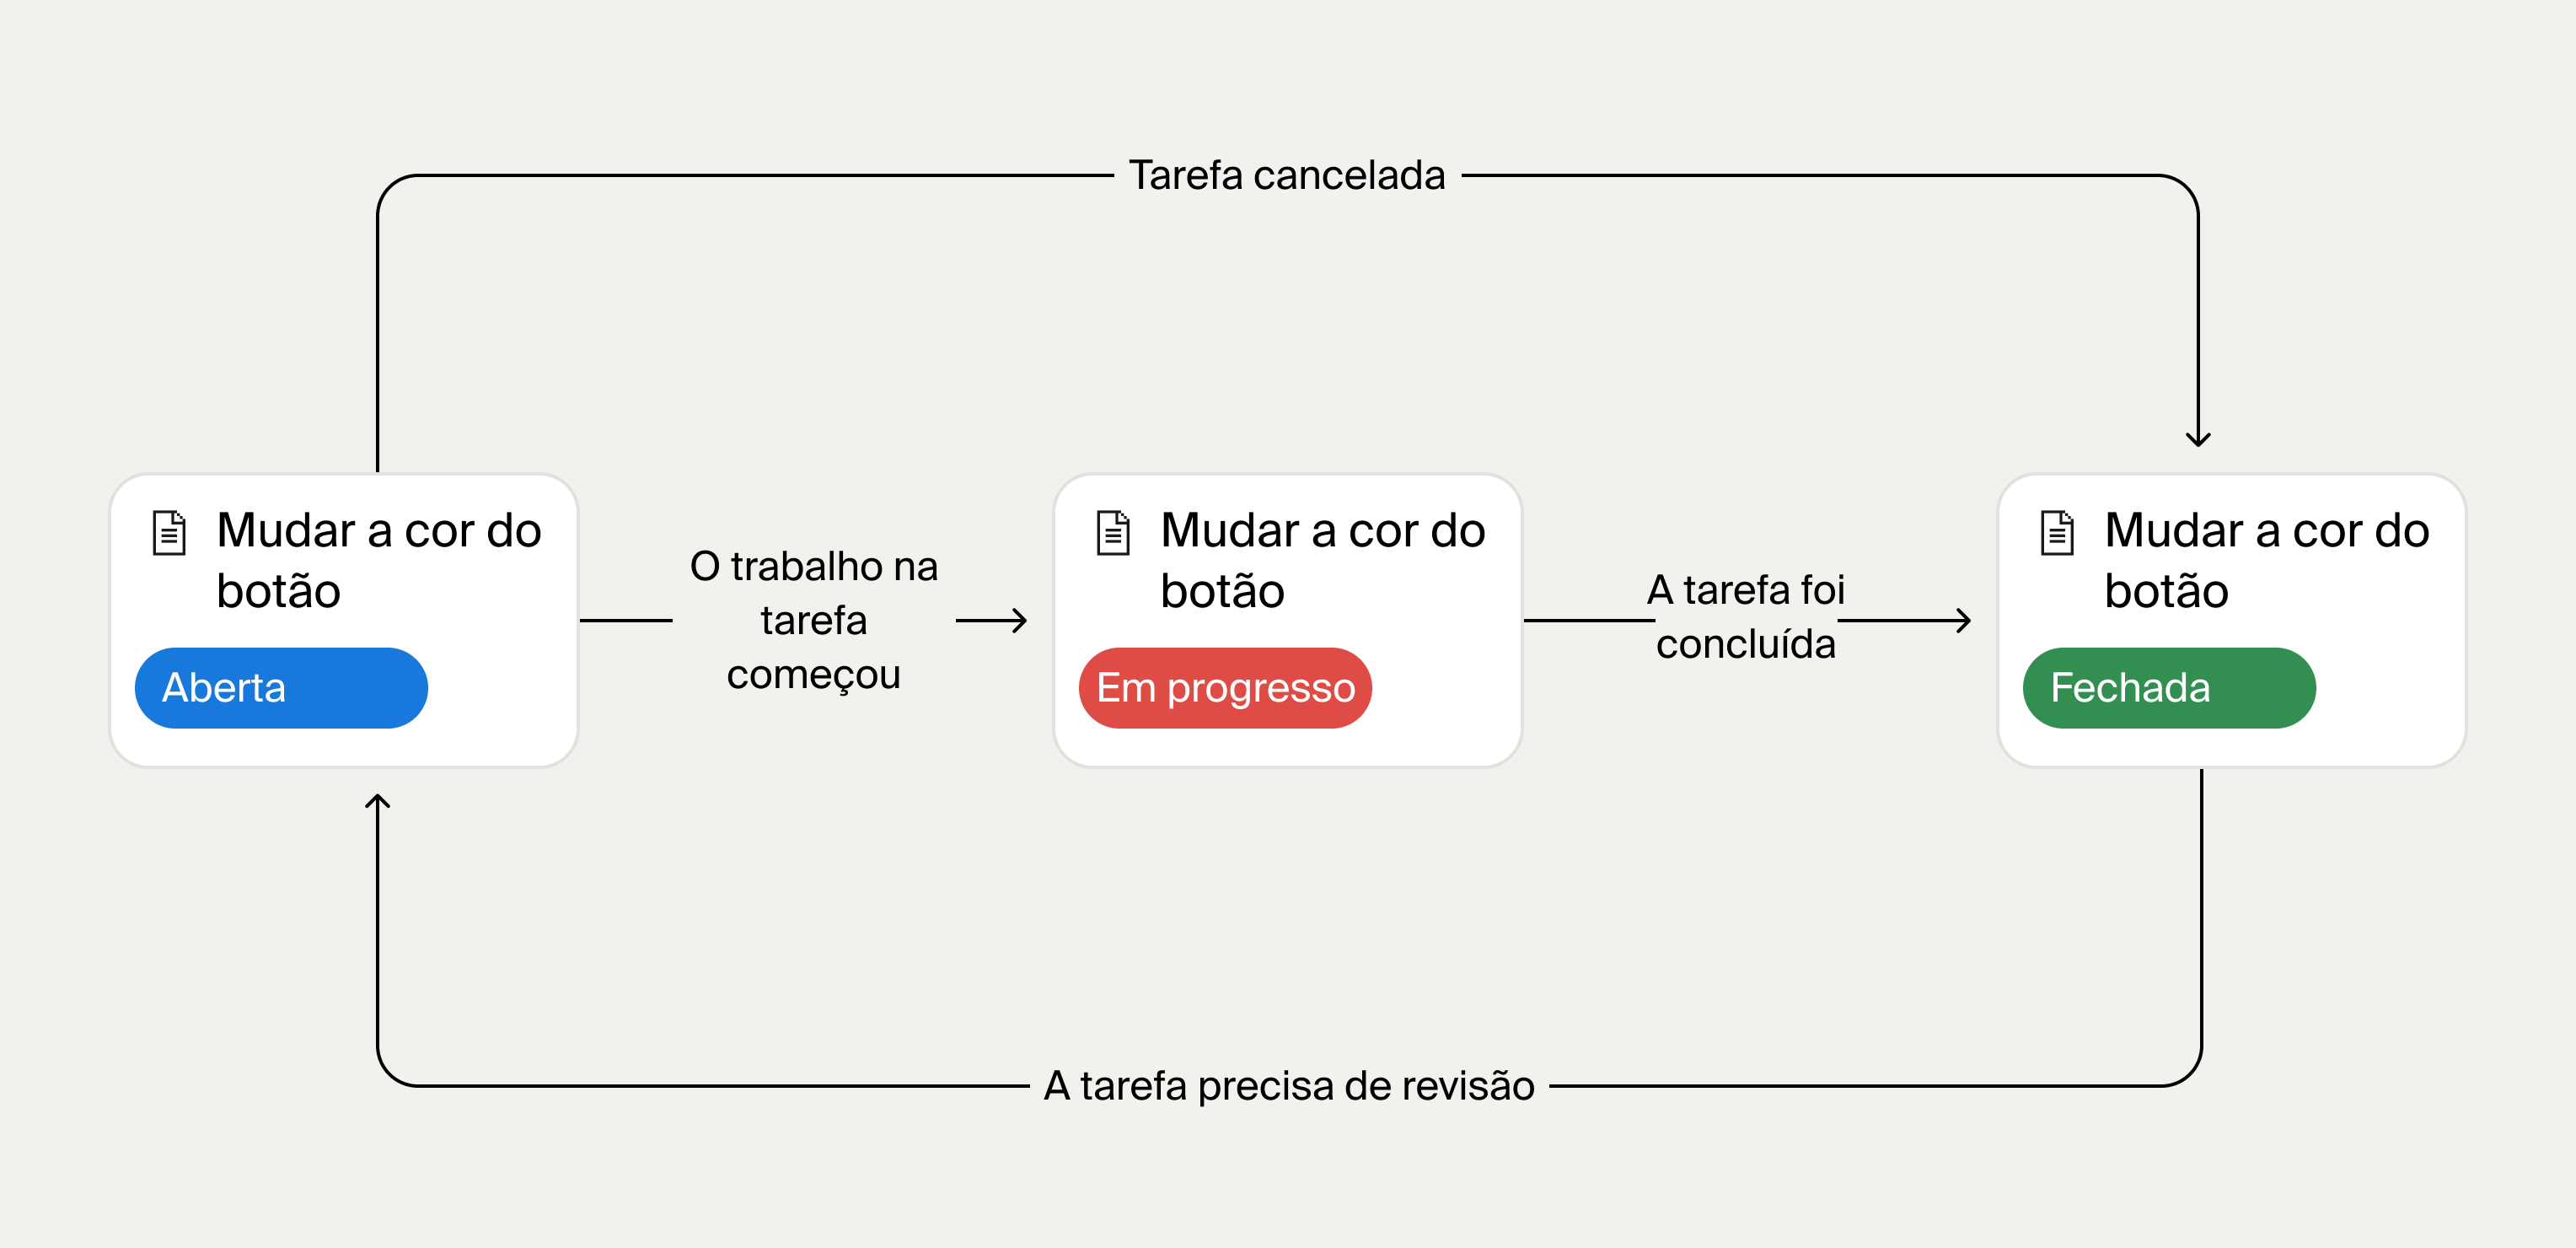 Tarefa cancelada
Mudar a cor do
botão
Aberta
O trabalho na
tarefa
começou
Mudar a cor do
botão
Em progresso
A tarefa foi
concluída
Mudar a cor do
botão
Fechada
A tarefa precisa de revisão